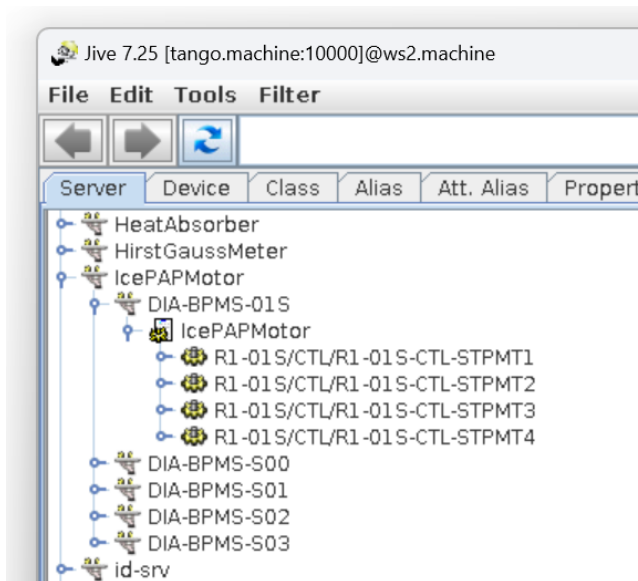 Jive 7.25 [tango.machine:10000]@ws2.machine
File Edit Tools Filter
Server Device Class Alias Att. Alias Propert
HeatAbsorber
HirstGaussMeter
IcePAPMotor
DIA-BPMS-01S
IcePAPMotor
R1-01S/CTL/R1-01S-CTL-STPMT1
R1-01S/CTL/R1-01S-CTL-STPMT2
R1-01S/CTL/R1-01S-CTL-STPMT3
R1-01S/CTL/R1-01S-CTL-STPMT4
DIA-BPMS-S00
DIA-BPMS-S01
DIA-BPMS-S02
DIA-BPMS-S03
id-srv